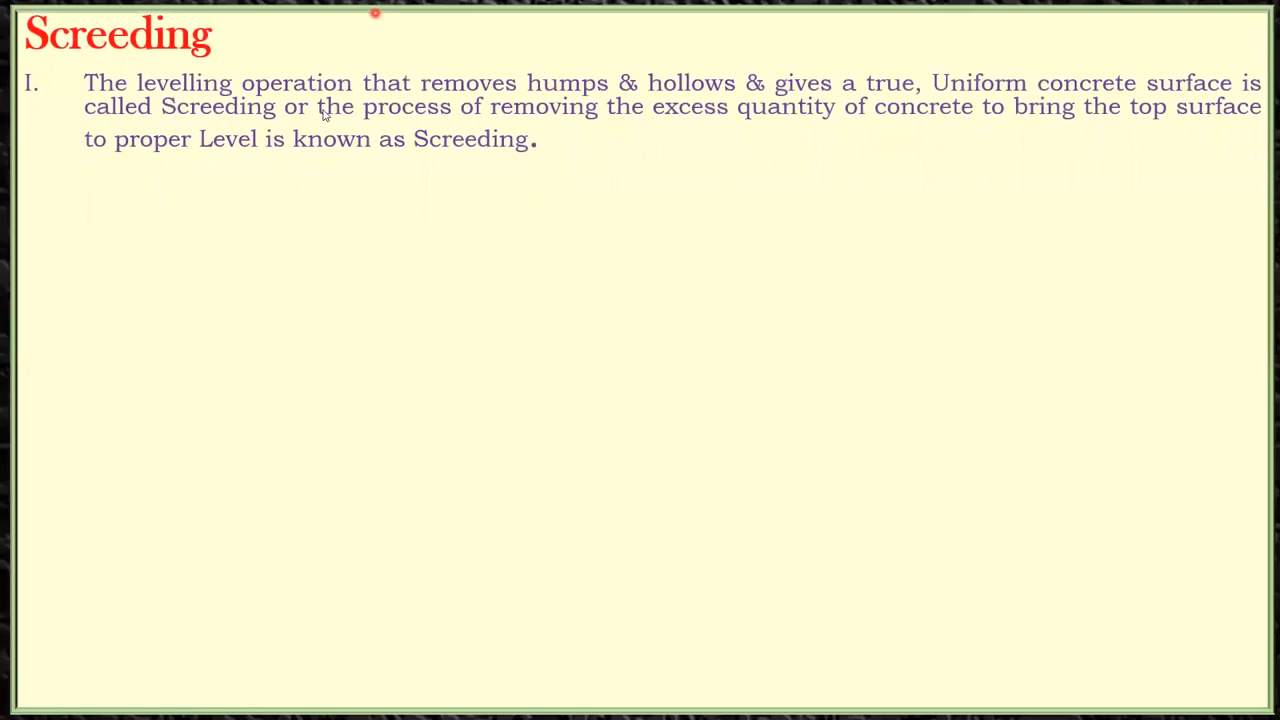 Screeding
I. The levelling operation that removes humps & hollows & gives a true, Uniform concrete surface is
called Screeding or the process of removing the excess quantity of concrete to bring the top surface
to proper Level is known as Screeding.